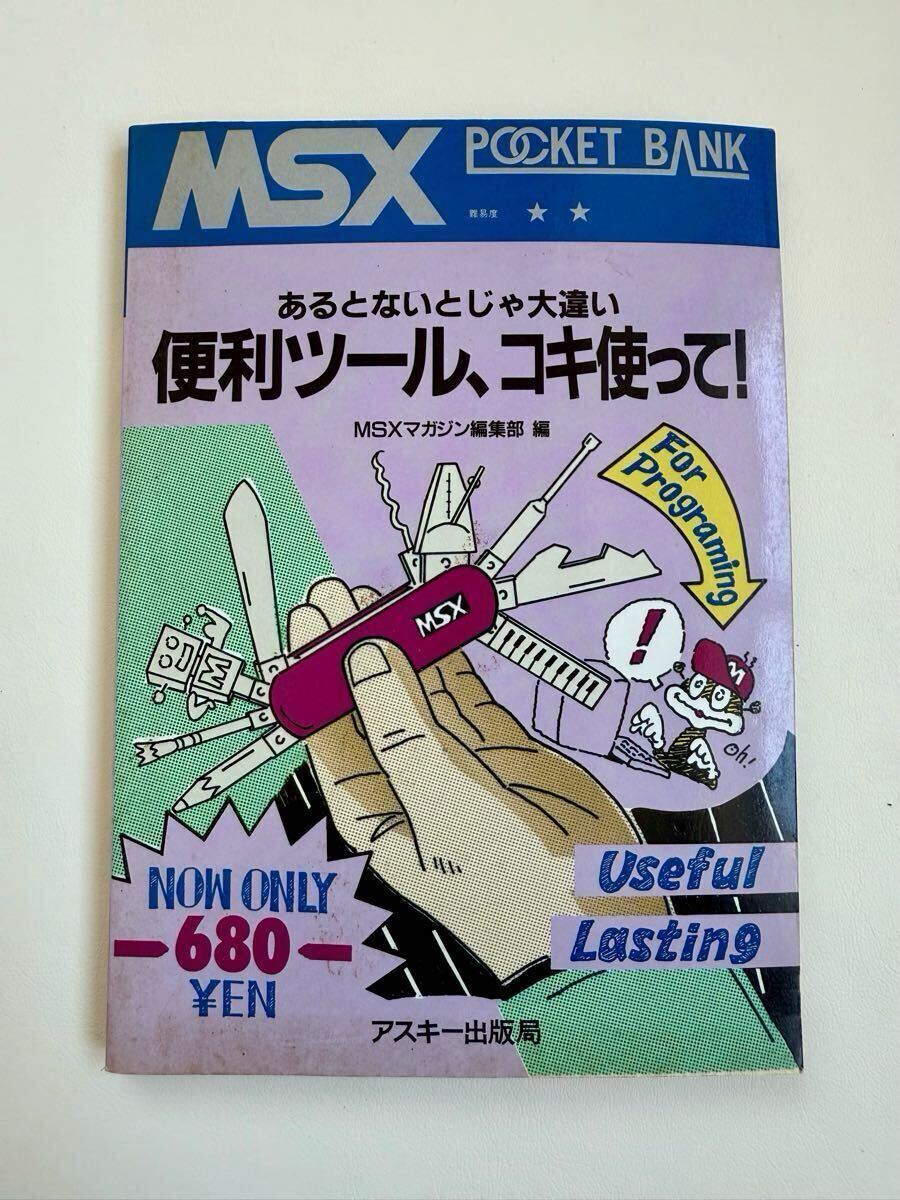 MSX POCKET BANK
難易度 ★ ★
あるとないとじゃ大違い
便利ツール、コキ使って!
MSXマガジン編集部 編
For
Programing
MSX
!
M
M
oh!
NOW ONLY
680
¥EN
Useful
Lasting
アスキー出版局